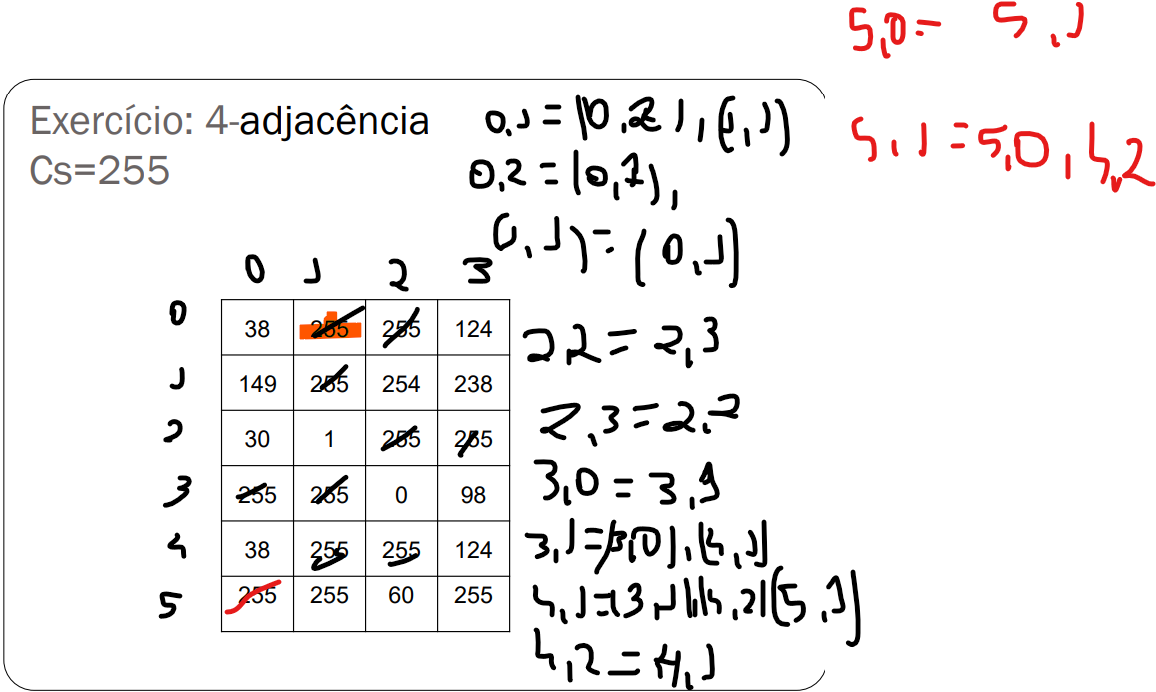 5,0 = 5,1
Exercício: 4-adjacência
Cs=255
0,1 = (0,2), (1,1)
0,2 = (0,1),
(1,1) = (0,1)
5,1 = 5,0, 4,2
0 1 2 3
0 38 255 255 124
1 149 255 254 238
2 30 1 255 255
3 255 255 0 98
4 38 255 255 124
5 255 255 60 255
2,2 = 2,3
2,3 = 2,2
3,0 = 3,1
3,1 = (3,0), (4,1)
4,1 = (3,1), (4,2) (5,1)
4,2 = 4,1